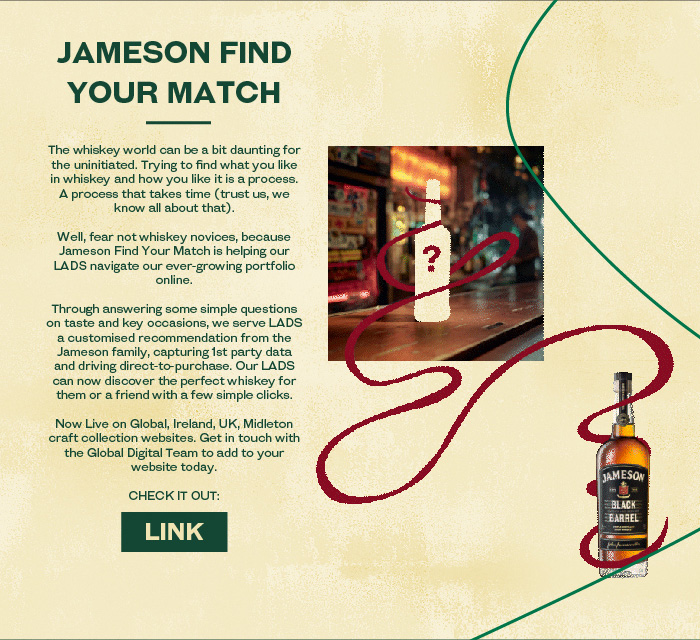 JAMESON FIND
YOUR MATCH
The whiskey world can be a bit daunting for
the uninitiated. Trying to find what you like
in whiskey and how you like it is a process.
A process that takes time (trust us, we
know all about that).
Well, fear not whiskey novices, because
Jameson Find Your Match is helping our
LADS navigate our ever-growing portfolio
online.
Through answering some simple questions
on taste and key occasions, we serve LADS
a customised recommendation from the
Jameson family, capturing 1st party data
and driving direct-to-purchase. Our LADS
can now discover the perfect whiskey for
them or a friend with a few simple clicks.
Now Live on Global, Ireland, UK, Midleton
craft collection websites. Get in touch with
the Global Digital Team to add to your
website today.
CHECK IT OUT:
LINK
?
JAMESON
BLACK
BARREL